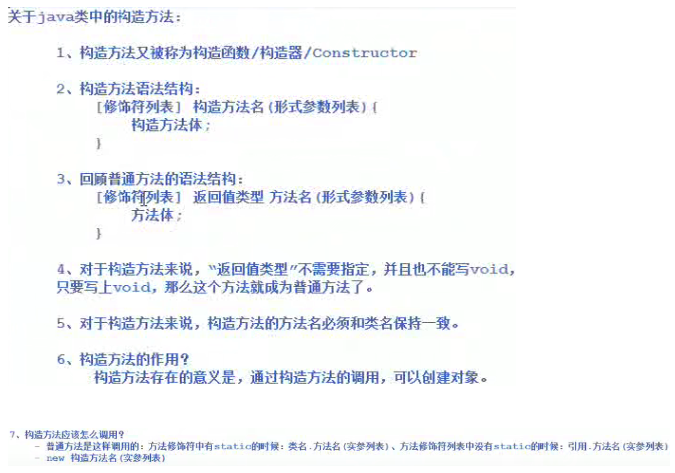 关于java类中的构造方法：
1、构造方法又被称为构造函数/构造器/Constructor
2、构造方法语法结构：
[修饰符列表] 构造方法名(形式参数列表){
构造方法体;
}
3、回顾普通方法的语法结构：
[修饰符列表] 返回值类型 方法名(形式参数列表){
方法体;
}
4、对于构造方法来说，“返回值类型”不需要指定，并且也不能写void，
只要写上void，那么这个方法就成为普通方法了。
5、对于构造方法来说，构造方法的方法名必须和类名保持一致。
6、构造方法的作用？
构造方法存在的意义是，通过构造方法的调用，可以创建对象。
7、构造方法应该怎么调用？
- 普通方法是这样调用的：方法修饰符中有static的时候：类名.方法名(实参列表)、方法修饰符列表中没有static的时候：引用.方法名(实参列表)
- new 构造方法名(实参列表)